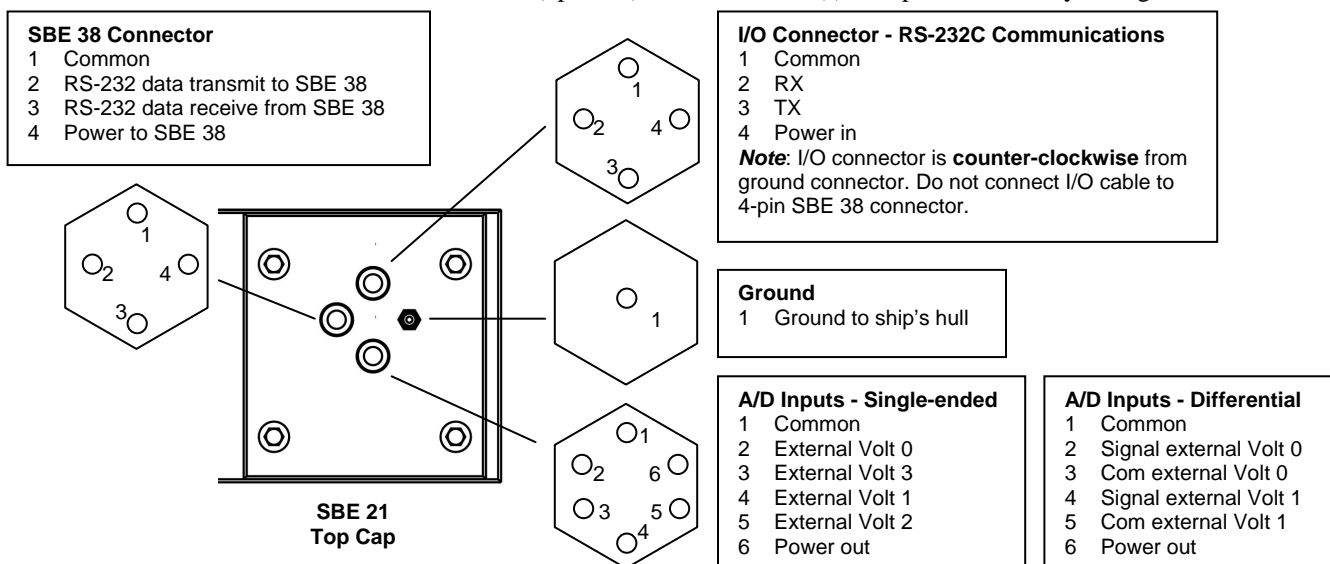 SBE 38 Connector
1 Common
2 RS-232 data transmit to SBE 38
3 RS-232 data receive from SBE 38
4 Power to SBE 38
1
2
4
3
I/O Connector - RS-232C Communications
1 Common
2 RX
3 TX
4 Power in
Note: I/O connector is counter-clockwise from
ground connector. Do not connect I/O cable to
4-pin SBE 38 connector.
1
2
4
3
1
Ground
1 Ground to ship's hull
SBE 21
Top Cap
1
2
6
3
5
4
A/D Inputs - Single-ended
1 Common
2 External Volt 0
3 External Volt 3
4 External Volt 1
5 External Volt 2
6 Power out
A/D Inputs - Differential
1 Common
2 Signal external Volt 0
3 Com external Volt 0
4 Signal external Volt 1
5 Com external Volt 1
6 Power out